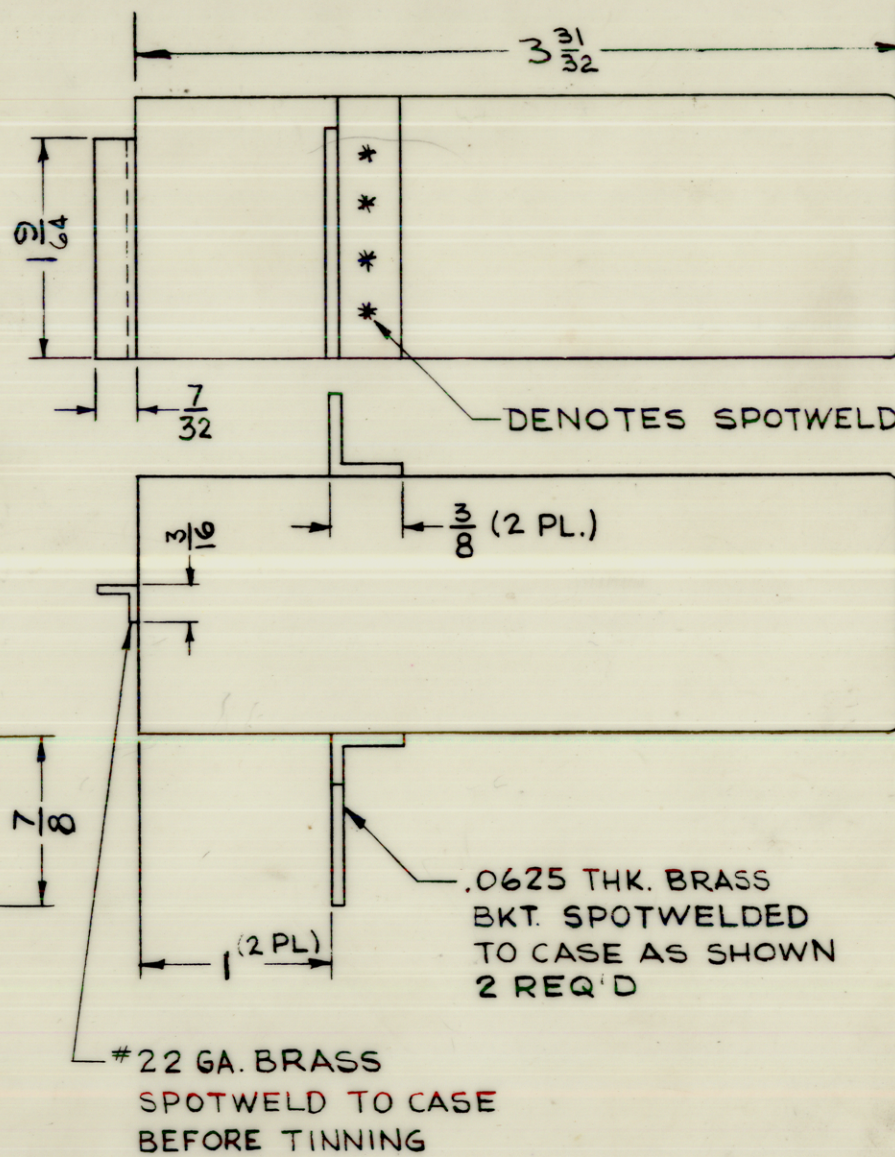 3 31/32
1 9/64
* 
*
*
*
7/32
DENOTES SPOTWELD
3/8 (2 PL.)
3/16
7/8
.0625 THK. BRASS
BKT. SPOTWELDED
TO CASE AS SHOWN
2 REQ'D
1 (2 PL)
#22 GA. BRASS
SPOTWELD TO CASE
BEFORE TINNING